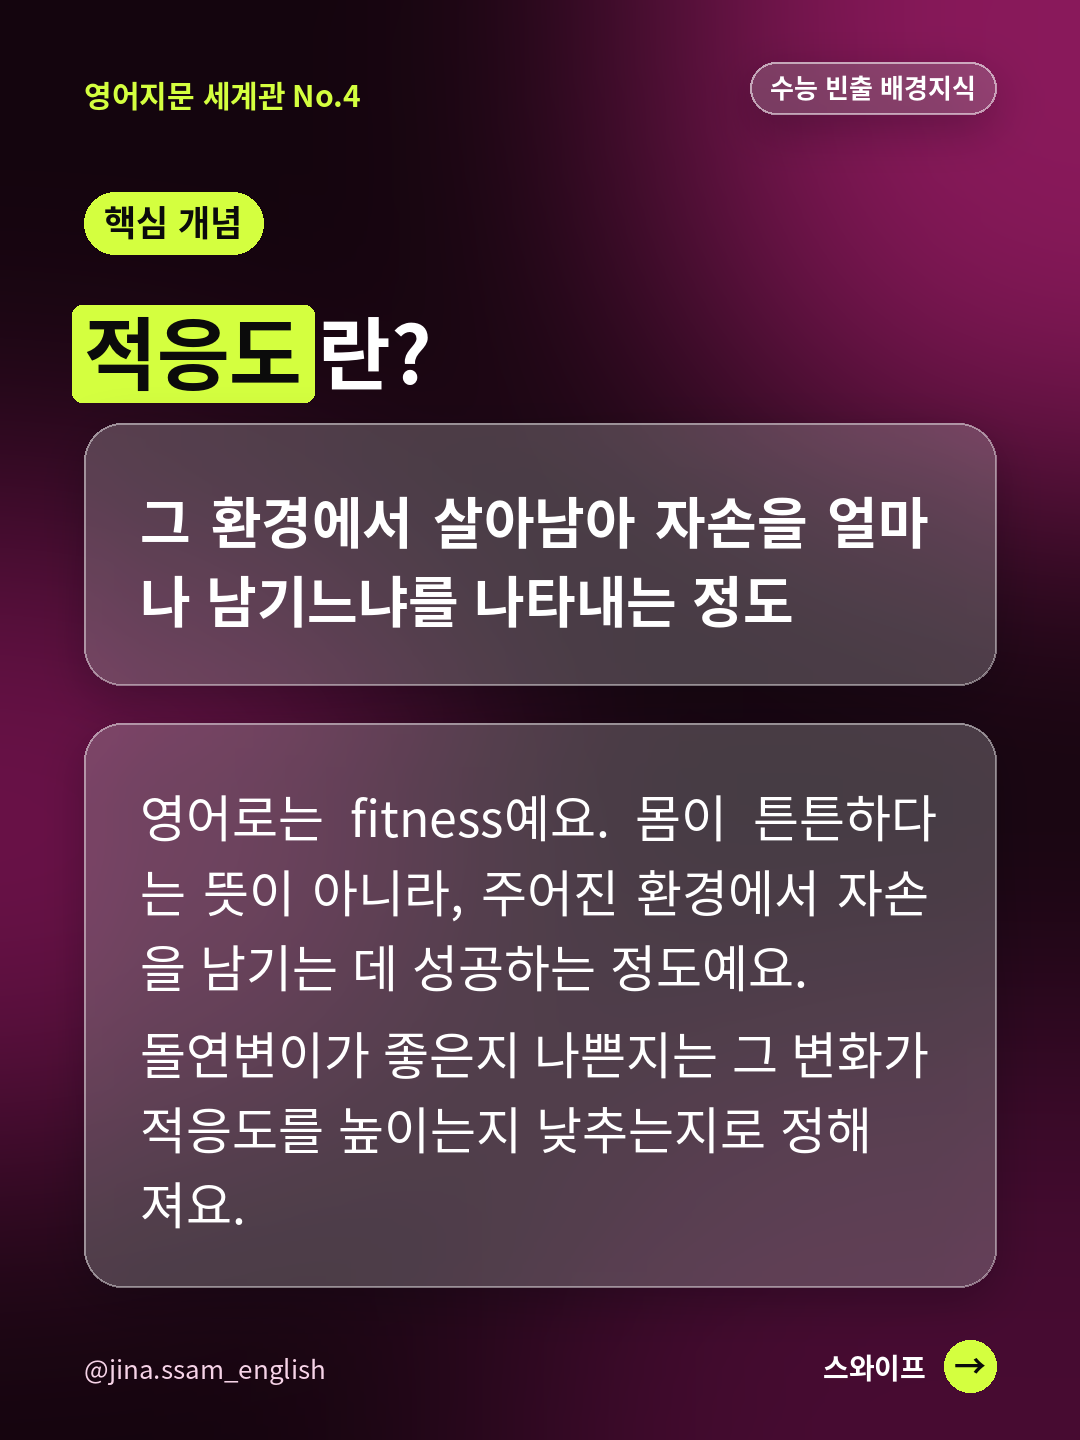 영어지문 세계관 No.4
수능 빈출 배경지식
핵심 개념
적응도란?
그 환경에서 살아남아 자손을 얼마
나 남기느냐를 나타내는 정도
영어로는 fitness예요. 몸이 튼튼하다
는 뜻이 아니라, 주어진 환경에서 자손
을 남기는 데 성공하는 정도예요.
돌연변이가 좋은지 나쁜지는 그 변화가
적응도를 높이는지 낮추는지로 정해
져요.
@jina.ssam_english
스와이프 →